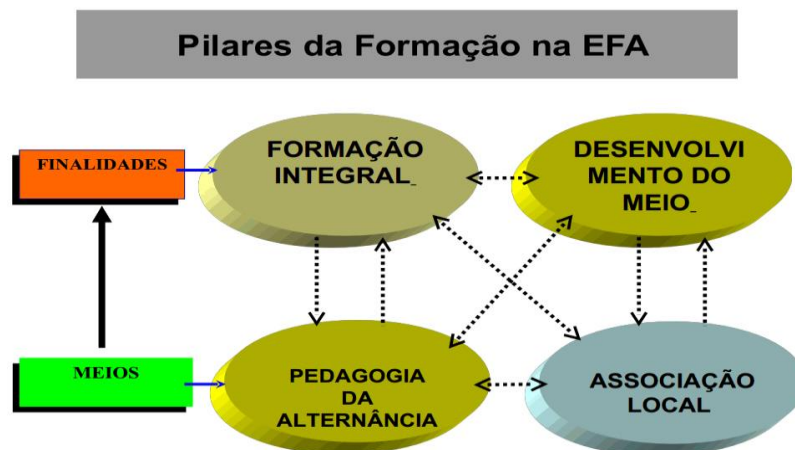 Pilares da Formação na EFA
FINALIDADES
FORMAÇÃO
INTEGRAL
DESENVOLVI
MENTO DO
MEIO
MEIOS
PEDAGOGIA
DA
ALTERNÂNCIA
ASSOCIAÇÃO
LOCAL